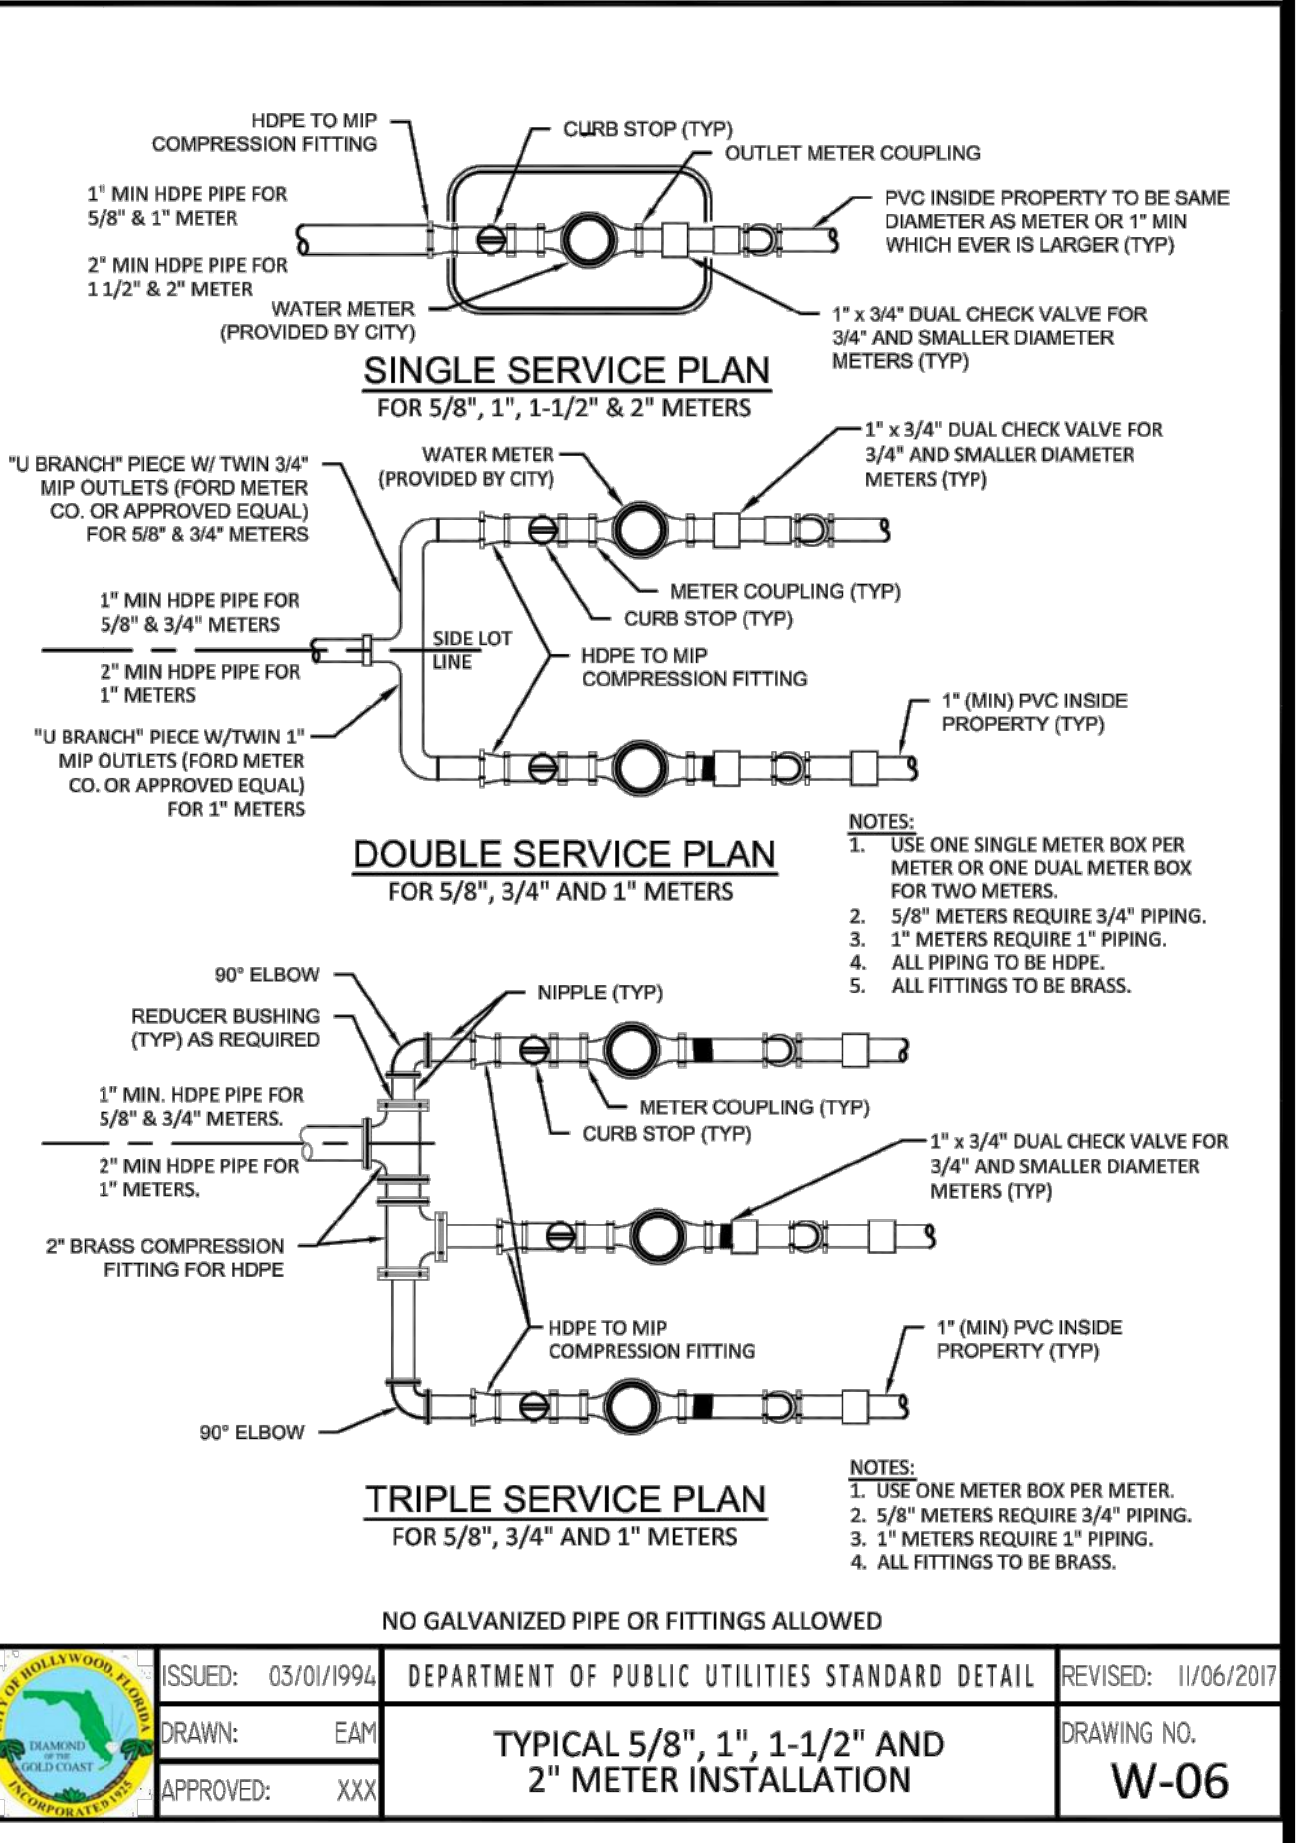 HDPE TO MIP
COMPRESSION FITTING
CURB STOP (TYP)
OUTLET METER COUPLING
1" MIN HDPE PIPE FOR
5/8" & 1" METER
PVC INSIDE PROPERTY TO BE SAME
DIAMETER AS METER OR 1" MIN
WHICH EVER IS LARGER (TYP)
2" MIN HDPE PIPE FOR
1 1/2" & 2" METER
WATER METER
(PROVIDED BY CITY)
1" x 3/4" DUAL CHECK VALVE FOR
3/4" AND SMALLER DIAMETER
METERS (TYP)
SINGLE SERVICE PLAN
FOR 5/8", 1", 1-1/2" & 2" METERS
"U BRANCH" PIECE W/ TWIN 3/4"
MIP OUTLETS (FORD METER
CO. OR APPROVED EQUAL)
FOR 5/8" & 3/4" METERS
WATER METER
(PROVIDED BY CITY)
1" x 3/4" DUAL CHECK VALVE FOR
3/4" AND SMALLER DIAMETER
METERS (TYP)
METER COUPLING (TYP)
CURB STOP (TYP)
1" MIN HDPE PIPE FOR
5/8" & 3/4" METERS
SIDE LOT
LINE
2" MIN HDPE PIPE FOR
1" METERS
HDPE TO MIP
COMPRESSION FITTING
"U BRANCH" PIECE W/TWIN 1"
MIP OUTLETS (FORD METER
CO. OR APPROVED EQUAL)
FOR 1" METERS
1" (MIN) PVC INSIDE
PROPERTY (TYP)
DOUBLE SERVICE PLAN
FOR 5/8", 3/4" AND 1" METERS
NOTES:
1. USE ONE SINGLE METER BOX PER
METER OR ONE DUAL METER BOX
FOR TWO METERS.
2. 5/8" METERS REQUIRE 3/4" PIPING.
3. 1" METERS REQUIRE 1" PIPING.
4. ALL PIPING TO BE HDPE.
5. ALL FITTINGS TO BE BRASS.
90° ELBOW
NIPPLE (TYP)
REDUCER BUSHING
(TYP) AS REQUIRED
1" MIN. HDPE PIPE FOR
5/8" & 3/4" METERS.
METER COUPLING (TYP)
CURB STOP (TYP)
2" MIN HDPE PIPE FOR
1" METERS.
1" x 3/4" DUAL CHECK VALVE FOR
3/4" AND SMALLER DIAMETER
METERS (TYP)
2" BRASS COMPRESSION
FITTING FOR HDPE
HDPE TO MIP
COMPRESSION FITTING
1" (MIN) PVC INSIDE
PROPERTY (TYP)
90° ELBOW
TRIPLE SERVICE PLAN
FOR 5/8", 3/4" AND 1" METERS
NOTES:
1. USE ONE METER BOX PER METER.
2. 5/8" METERS REQUIRE 3/4" PIPING.
3. 1" METERS REQUIRE 1" PIPING.
4. ALL FITTINGS TO BE BRASS.
NO GALVANIZED PIPE OR FITTINGS ALLOWED
OF HOLLYWOOD, FLORIDA
DIAMOND
OF THE
GOLD COAST
INCORPORATED 1925
ISSUED: 03/01/1994
DRAWN: EAM
APPROVED: XXX
DEPARTMENT OF PUBLIC UTILITIES STANDARD DETAIL
TYPICAL 5/8", 1", 1-1/2" AND
2" METER INSTALLATION
REVISED: 11/06/2017
DRAWING NO.
W-06